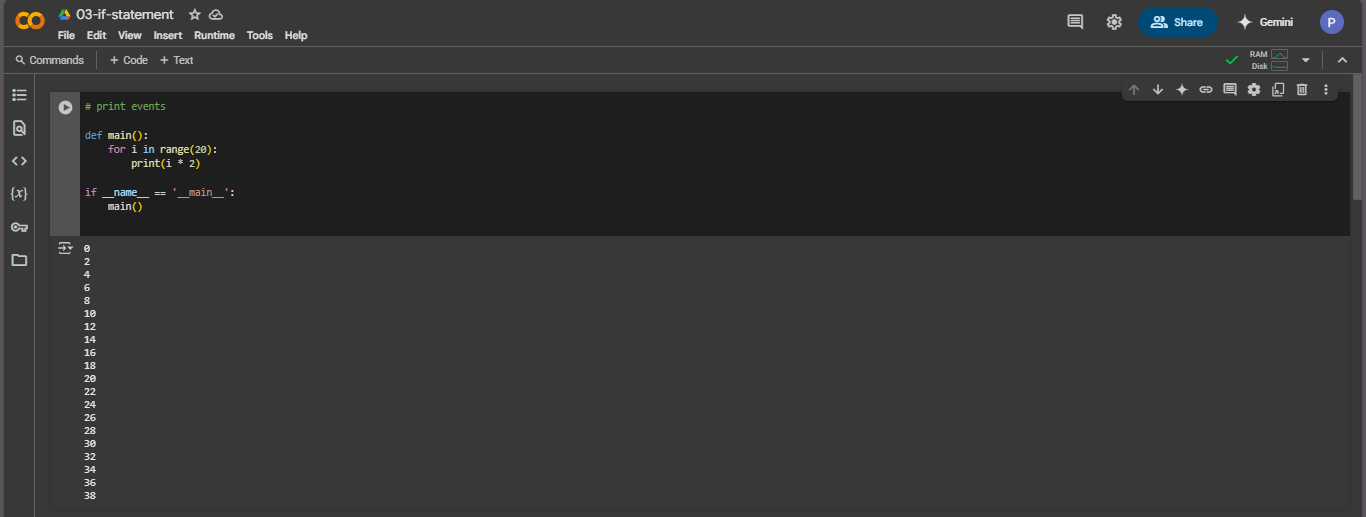 03-if-statement
File Edit View Insert Runtime Tools Help
Share
Gemini
P
Commands + Code + Text
RAM
Disk
# print events
def main():
    for i in range(20):
        print(i * 2)
if __name__ == '__main__':
    main()
0
2
4
6
8
10
12
14
16
18
20
22
24
26
28
30
32
34
36
38